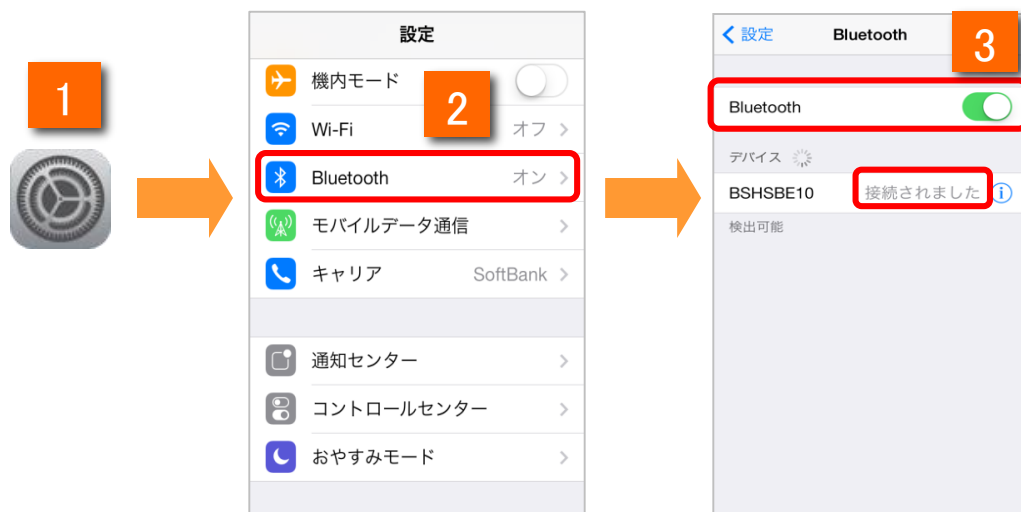 1
設定
機内モード
2
Wi-Fi オフ
Bluetooth オン
モバイルデータ通信
キャリア SoftBank
通知センター
コントロールセンター
おやすみモード
設定 Bluetooth
3
Bluetooth
デバイス
BSHSBE10 接続されました
検出可能